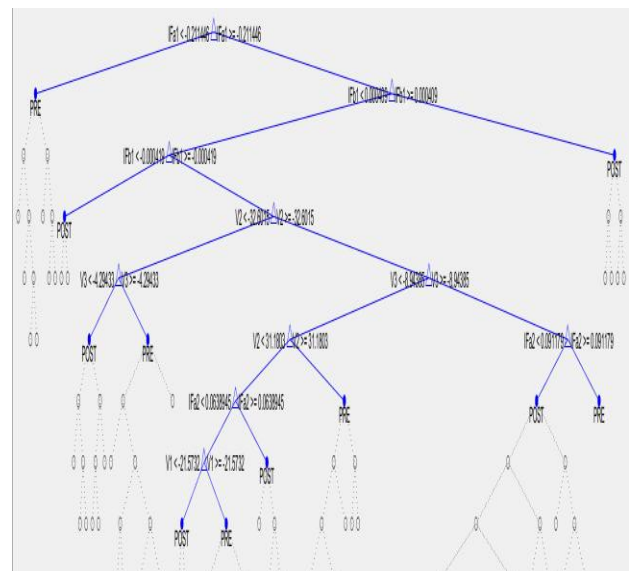 IFa1 < -0.211446 IFa1 >= -0.211446
PRE
IFb1 < 0.000409 IFb1 >= 0.000409
IFb1 < -0.000419 IFb1 >= -0.000419
POST
POST
V2 < -32.6015 V2 >= -32.6015
V3 < -4.29433 V3 >= -4.29433
V3 < -8.94385 V3 >= -8.94385
POST
PRE
V2 < 31.1803 V2 >= 31.1803
IFa2 < 0.091179 IFa2 >= 0.091179
IFa2 < 0.0638945 IFa2 >= 0.0638945
PRE
POST
PRE
V1 < -21.5732 V1 >= -21.5732
POST
POST
PRE